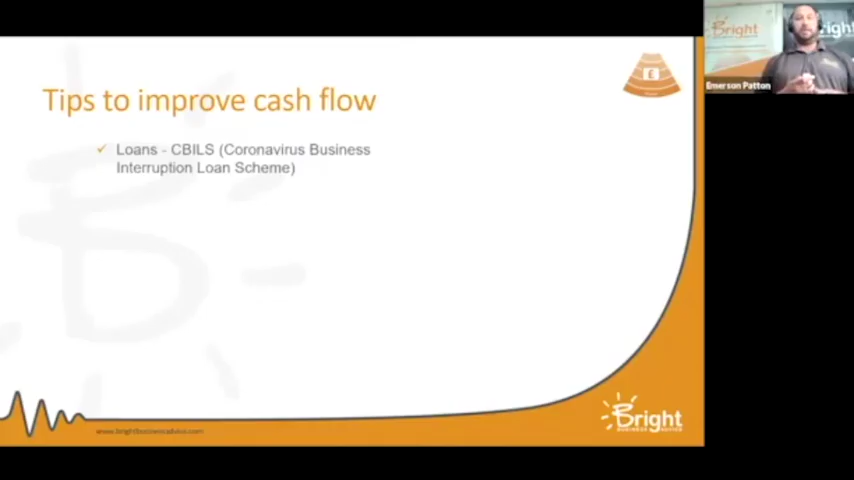 Bright
right
Emerson Patton
£
Tips to improve cash flow
✓ Loans - CBILS (Coronavirus Business
Interruption Loan Scheme)
Bright
BUSINESS ADVICE
www.brightbusinessadvice.com